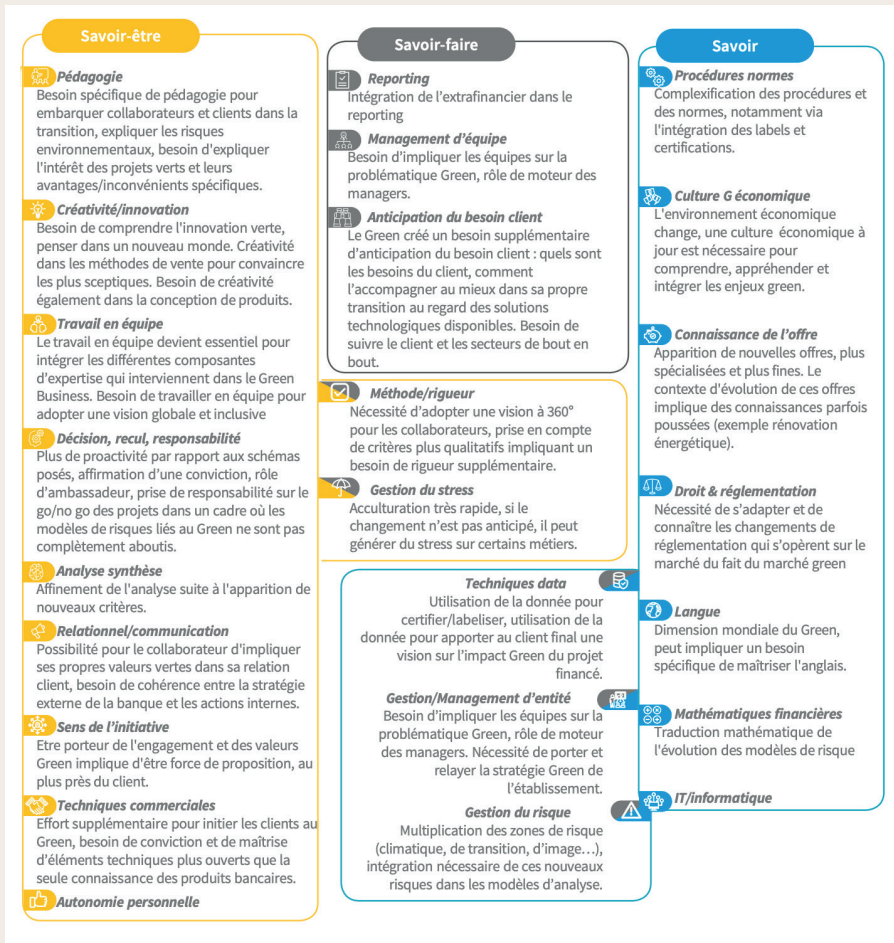 Savoir-être
Pédagogie
Besoin spécifique de pédagogie pour
embarquer collaborateurs et clients dans la
transition, expliquer les risques
environnementaux, besoin d'expliquer
l'intérêt des projets verts et leurs
avantages/inconvénients spécifiques.
Créativité/innovation
Besoin de comprendre l'innovation verte,
penser dans un nouveau monde. Créativité
dans les méthodes de vente pour convaincre
les plus sceptiques. Besoin de créativité
également dans la conception de produits.
Travail en équipe
Le travail en équipe devient essentiel pour
intégrer les différentes composantes
d'expertise qui interviennent dans le Green
Business. Besoin de travailler en équipe pour
adopter une vision globale et inclusive
Décision, recul, responsabilité
Plus de proactivité par rapport aux schémas
posés, affirmation d'une conviction, rôle
d'ambassadeur, prise de responsabilité sur le
go/no go des projets dans un cadre où les
modèles de risques liés au Green ne sont pas
complètement aboutis.
Analyse synthèse
Affinement de l'analyse suite à l'apparition de
nouveaux critères.
Relationnel/communication
Possibilité pour le collaborateur d'impliquer
ses propres valeurs vertes dans sa relation
client, besoin de cohérence entre la stratégie
externe de la banque et les actions internes.
Sens de l'initiative
Etre porteur de l'engagement et des valeurs
Green implique d'être force de proposition, au
plus près du client.
Techniques commerciales
Effort supplémentaire pour initier les clients au
Green, besoin de conviction et de maîtrise
d'éléments techniques plus ouverts que la
seule connaissance des produits bancaires.
Autonomie personnelle
Savoir-faire
Reporting
Intégration de l'extrafinancier dans le
reporting
Management d'équipe
Besoin d'impliquer les équipes sur la
problématique Green, rôle de moteur des
managers.
Anticipation du besoin client
Le Green créé un besoin supplémentaire
d'anticipation du besoin client : quels sont
les besoins du client, comment
l'accompagner au mieux dans sa propre
transition au regard des solutions
technologiques disponibles. Besoin de
suivre le client et les secteurs de bout en
bout.
Méthode/rigueur
Nécessité d'adopter une vision à 360°
pour les collaborateurs, prise en compte
de critères plus qualitatifs impliquant un
besoin de rigueur supplémentaire.
Gestion du stress
Acculturation très rapide, si le
changement n'est pas anticipé, il peut
générer du stress sur certains métiers.
Techniques data
Utilisation de la donnée pour
certifier/labeliser, utilisation de la
donnée pour apporter au client final une
vision sur l'impact Green du projet
financé.
Gestion/Management d'entité
Besoin d'impliquer les équipes sur la
problématique Green, rôle de moteur
des managers. Nécessité de porter et
relayer la stratégie Green de
l'établissement.
Gestion du risque
Multiplication des zones de risque
(climatique, de transition, d'image…),
intégration nécessaire de ces nouveaux
risques dans les modèles d'analyse.
Savoir
Procédures normes
Complexification des procédures et
des normes, notamment via
l'intégration des labels et
certifications.
Culture G économique
L'environnement économique
change, une culture économique à
jour est nécessaire pour
comprendre, appréhender et
intégrer les enjeux green.
Connaissance de l'offre
Apparition de nouvelles offres, plus
spécialisées et plus fines. Le
contexte d'évolution de ces offres
implique des connaissances parfois
poussées (exemple rénovation
énergétique).
Droit & réglementation
Nécessité de s'adapter et de
connaître les changements de
réglementation qui s'opèrent sur le
marché du fait du marché green
Langue
Dimension mondiale du Green,
peut impliquer un besoin
spécifique de maîtriser l'anglais.
Mathématiques financières
Traduction mathématique de
l'évolution des modèles de risque
IT/informatique